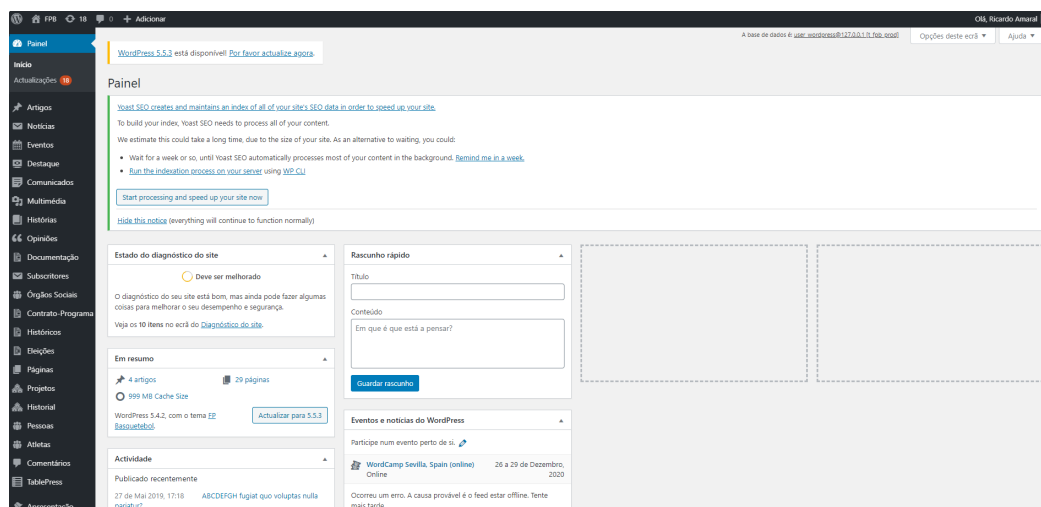 FPB 18 0 + Adicionar Olá, Ricardo Amaral
A base de dados é: user_wordpress@127.0.0.1 [t_fpb_prod]
Opções deste ecrã ▼
Ajuda ▼
Painel
Início
Actualizações 18
Artigos
Notícias
Eventos
Destaque
Comunicados
Multimédia
Histórias
Opiniões
Documentação
Subscritores
Órgãos Sociais
Contrato-Programa
Históricos
Eleições
Páginas
Projetos
Historial
Pessoas
Atletas
Comentários
TablePress
Apresentação
WordPress 5.5.3 está disponível! Por favor actualize agora.
Painel
Yoast SEO creates and maintains an index of all of your site's SEO data in order to speed up your site.
To build your index, Yoast SEO needs to process all of your content.
We estimate this could take a long time, due to the size of your site. As an alternative to waiting, you could:
• Wait for a week or so, until Yoast SEO automatically processes most of your content in the background. Remind me in a week.
• Run the indexation process on your server using WP CLI
Start processing and speed up your site now
Hide this notice (everything will continue to function normally)
Estado do diagnóstico do site
Deve ser melhorado
O diagnóstico do seu site está bom, mas ainda pode fazer algumas
coisas para melhorar o seu desempenho e segurança.
Veja os 10 itens no ecrã do Diagnóstico do site.
Em resumo
4 artigos
29 páginas
999 MB Cache Size
WordPress 5.4.2, com o tema FP
Basquetebol.
Actualizar para 5.5.3
Actividade
Publicado recentemente
27 de Mai 2019, 17:18 ABCDEFGH fugiat quo voluptas nulla
pariatur?
Rascunho rápido
Título
Conteúdo
Em que é que está a pensar?
Guardar rascunho
Eventos e notícias do WordPress
Participe num evento perto de si.
WordCamp Sevilla, Spain (online) 26 a 29 de Dezembro,
Online 2020
Ocorreu um erro. A causa provável é o feed estar offline. Tente
mais tarde.